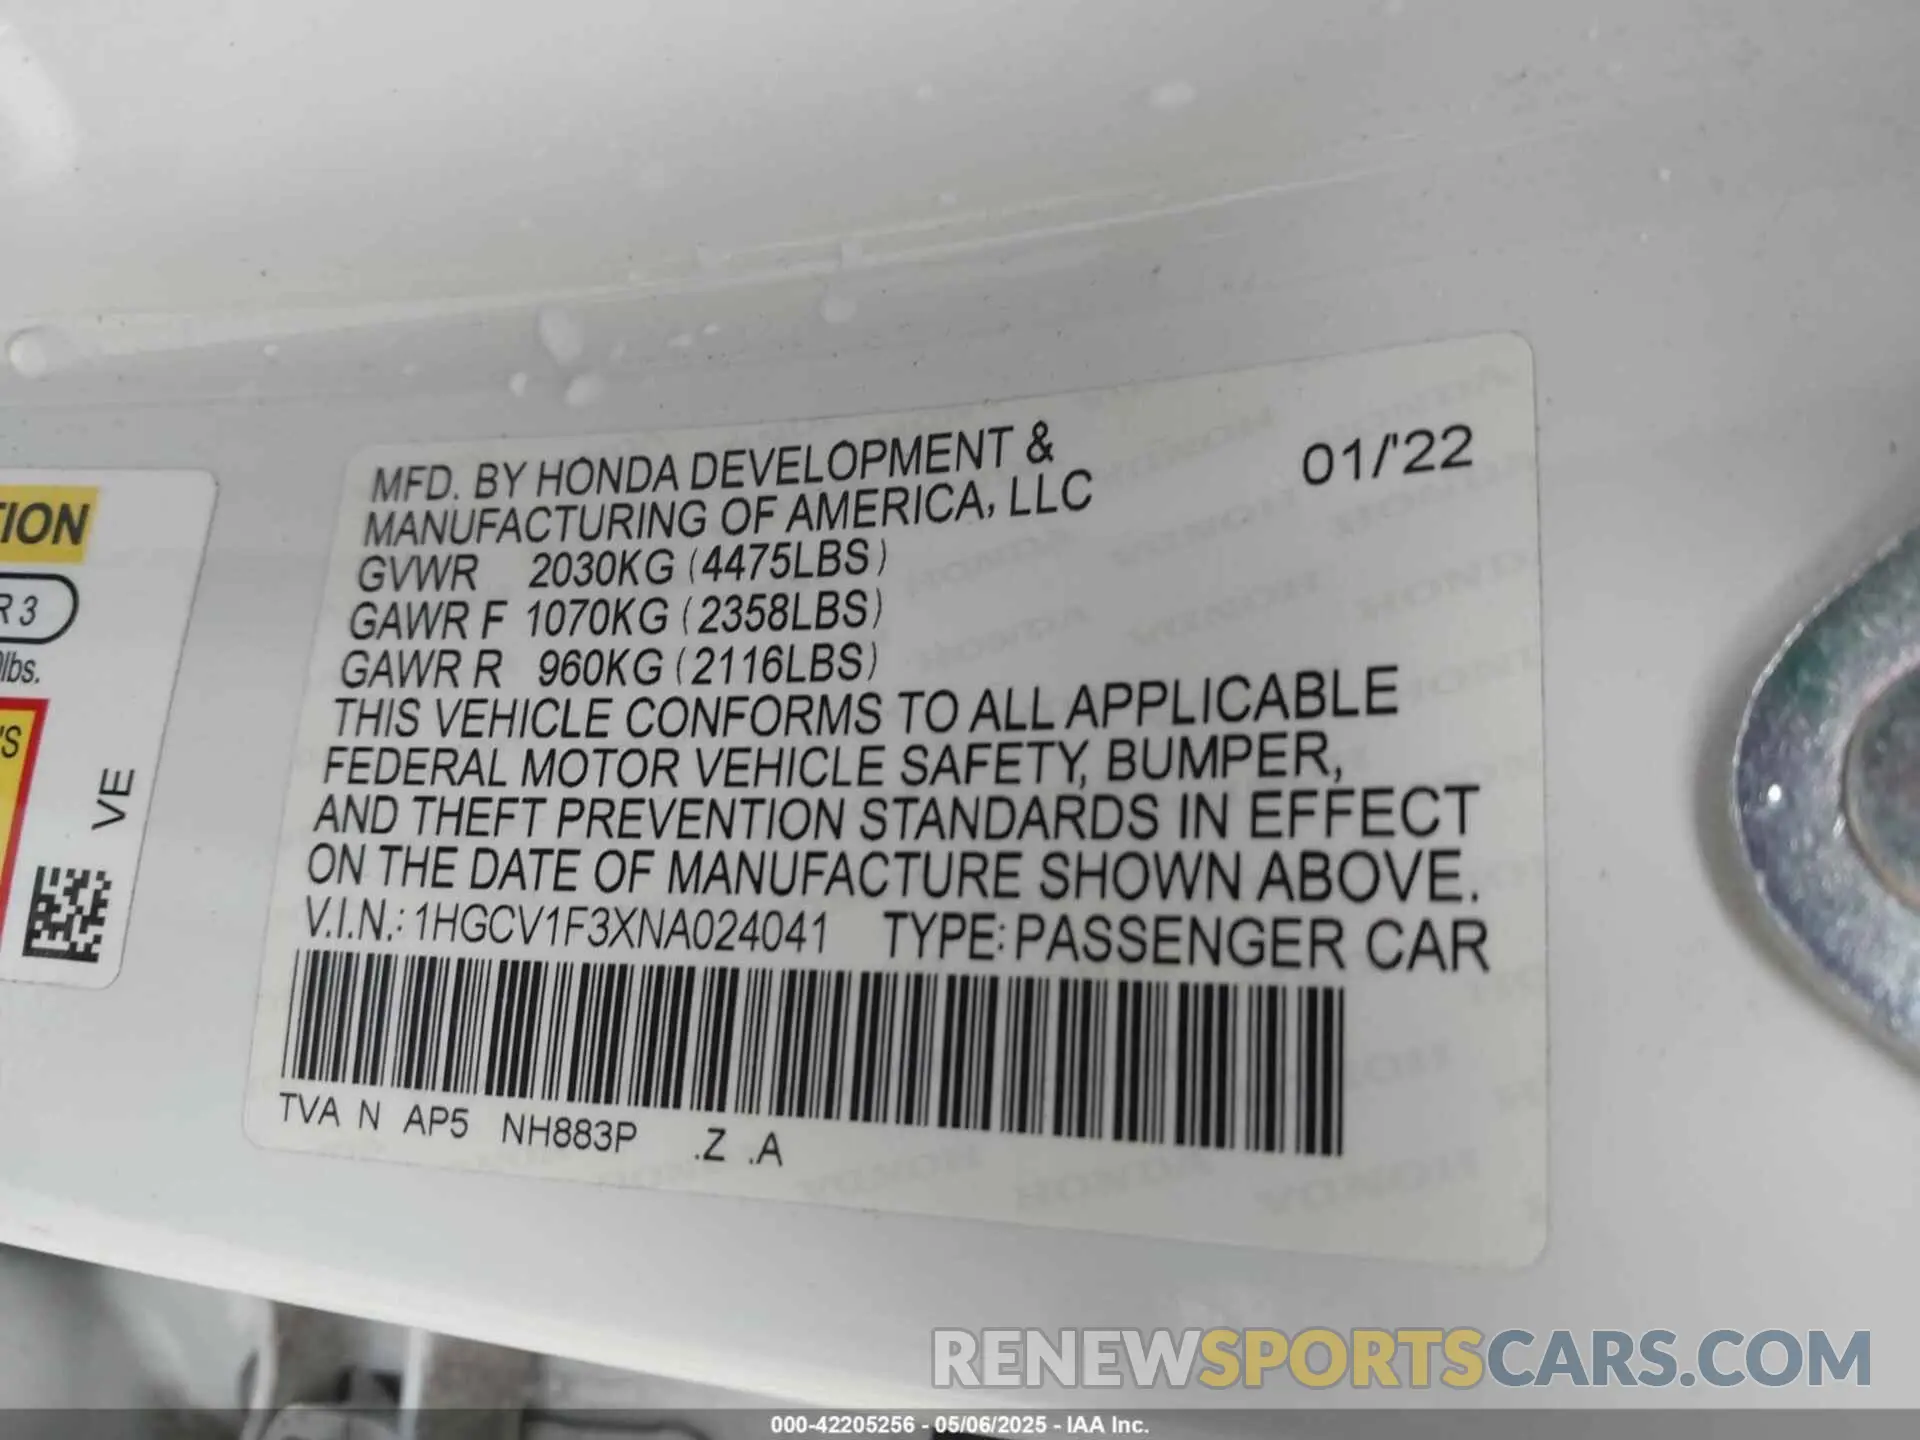 MFD. BY HONDA DEVELOPMENT & 01/'22
MANUFACTURING OF AMERICA, LLC
GVWR 2030KG (4475LBS)
GAWR F 1070KG (2358LBS)
GAWR R 960KG (2116LBS)
THIS VEHICLE CONFORMS TO ALL APPLICABLE
FEDERAL MOTOR VEHICLE SAFETY, BUMPER,
AND THEFT PREVENTION STANDARDS IN EFFECT
ON THE DATE OF MANUFACTURE SHOWN ABOVE.
V.I.N.: 1HGCV1F3XNA024041 TYPE: PASSENGER CAR
TVA N AP5 NH883P .Z .A
TION
R 3
lbs.
'S
VE
RENEWSPORTSCARS.COM
000-42205256 - 05/06/2025 - IAA Inc.